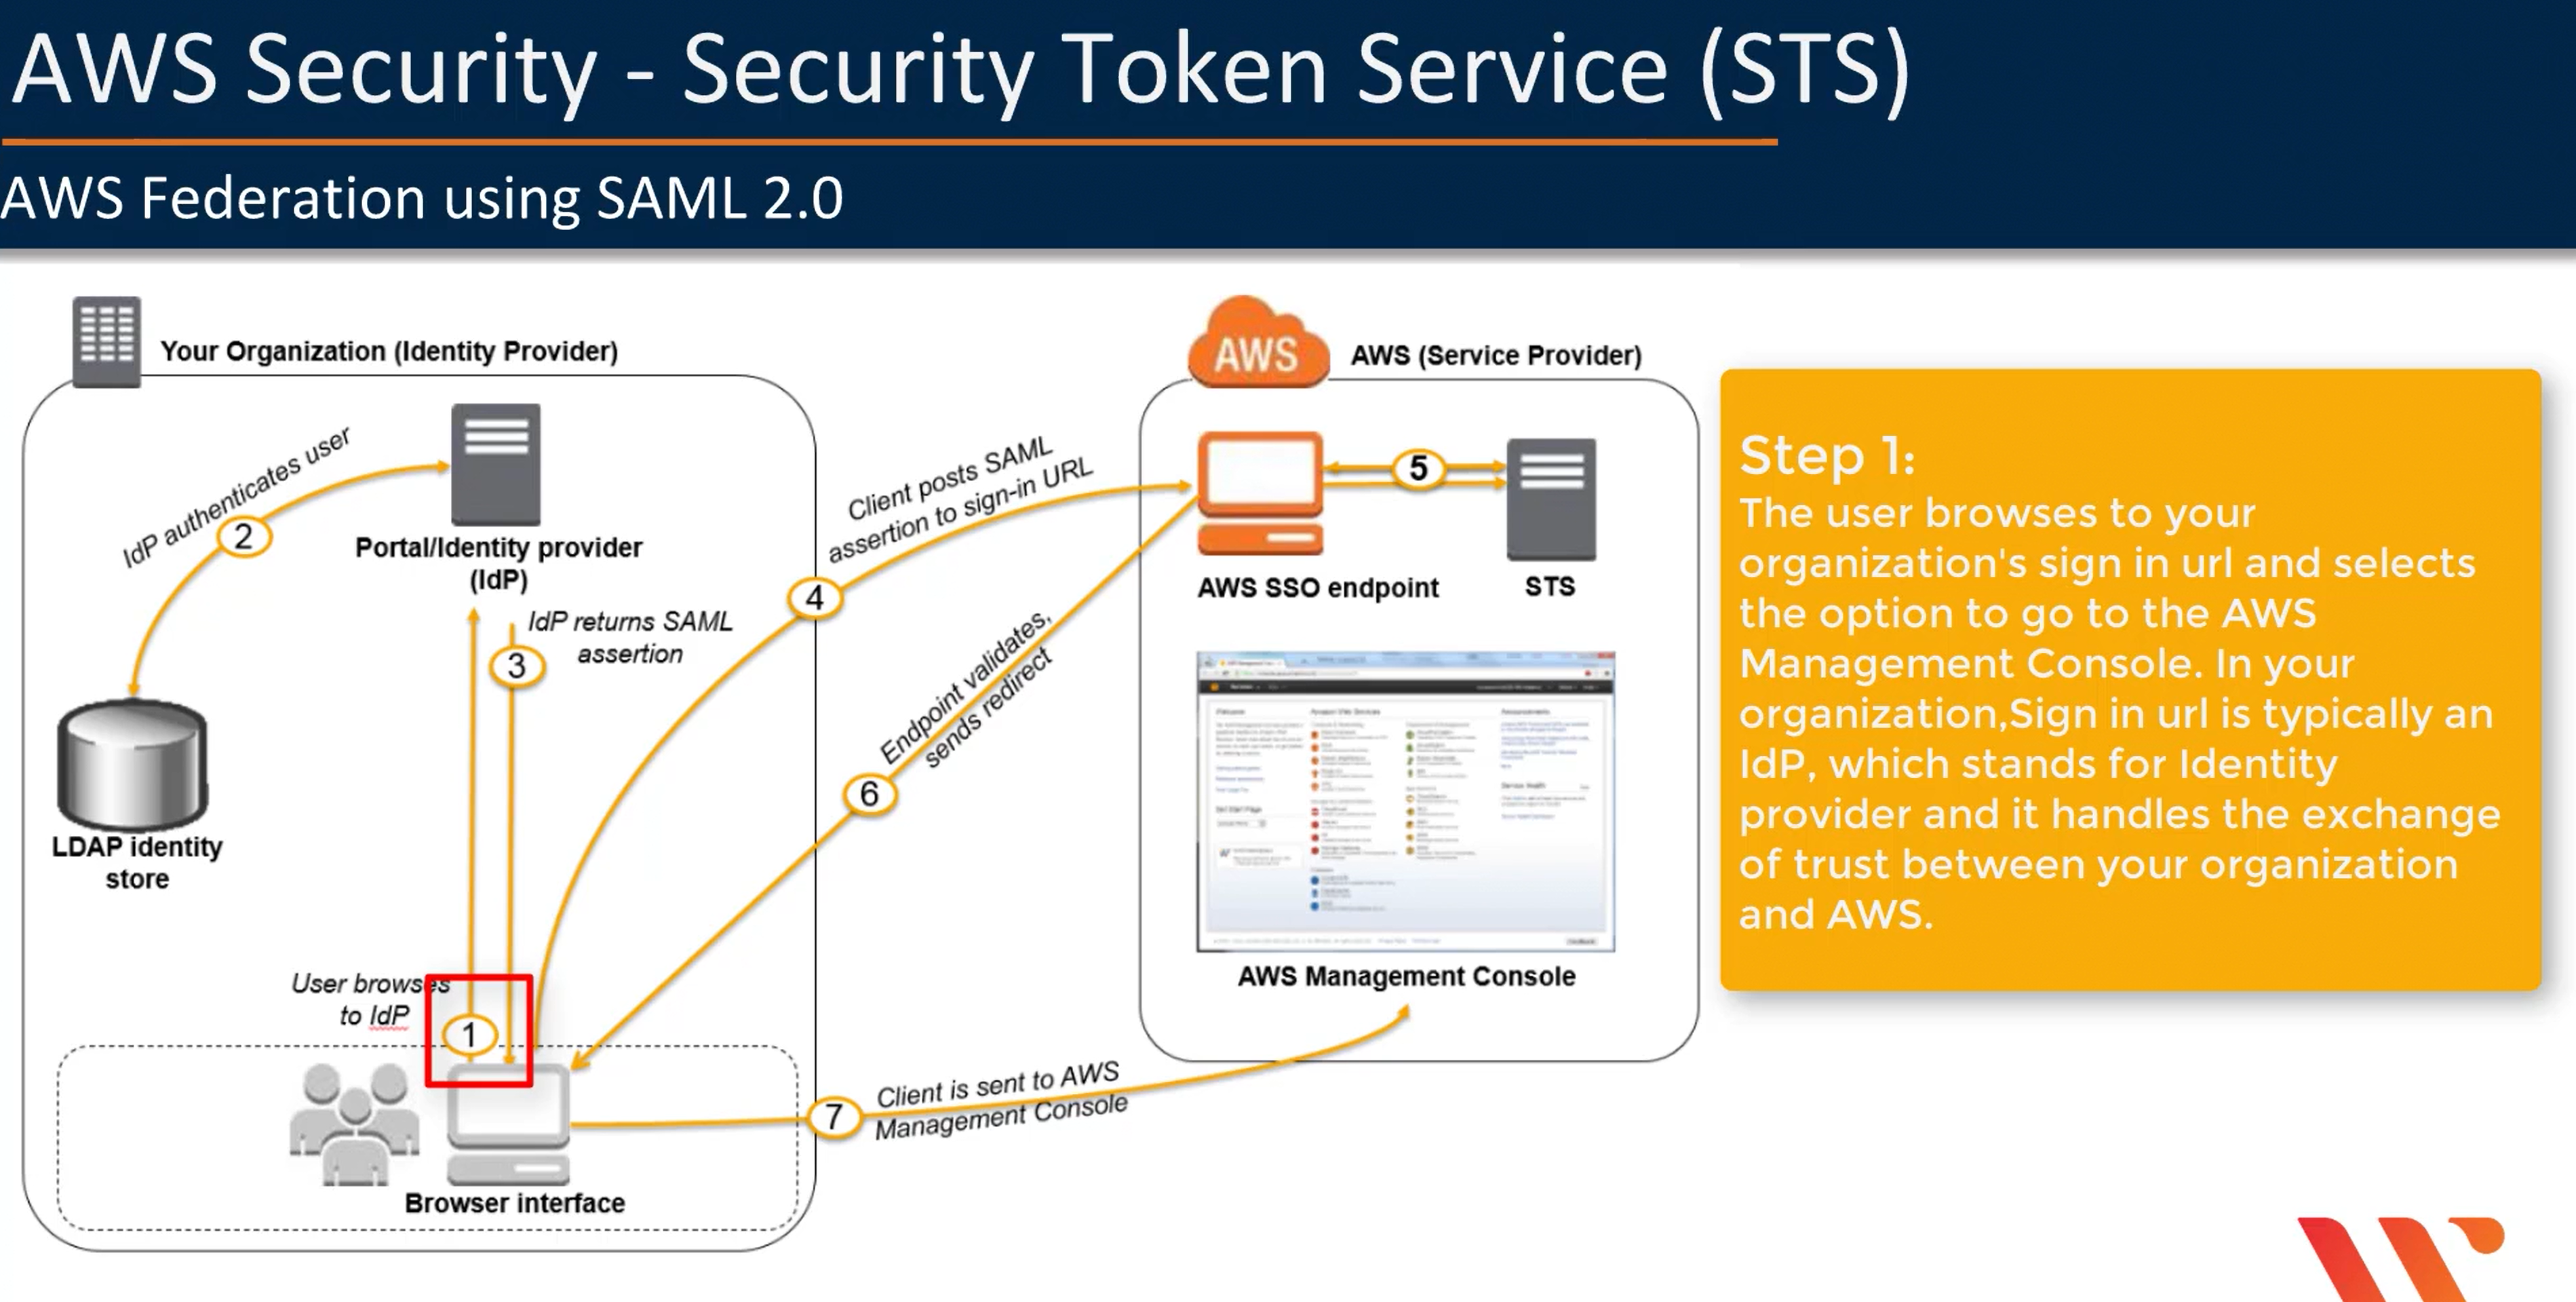 AWS Security - Security Token Service (STS)
AWS Federation using SAML 2.0
Your Organization (Identity Provider)
IdP authenticates user
2
Portal/Identity provider
(IdP)
IdP returns SAML
assertion
3
LDAP identity
store
User browses
to IdP
1
Browser interface
Client posts SAML
assertion to sign-in URL
4
Endpoint validates,
sends redirect
6
7
Client is sent to AWS
Management Console
AWS
AWS (Service Provider)
5
AWS SSO endpoint
STS
AWS Management Console
Step 1:
The user browses to your
organization's sign in url and selects
the option to go to the AWS
Management Console. In your
organization,Sign in url is typically an
IdP, which stands for Identity
provider and it handles the exchange
of trust between your organization
and AWS.